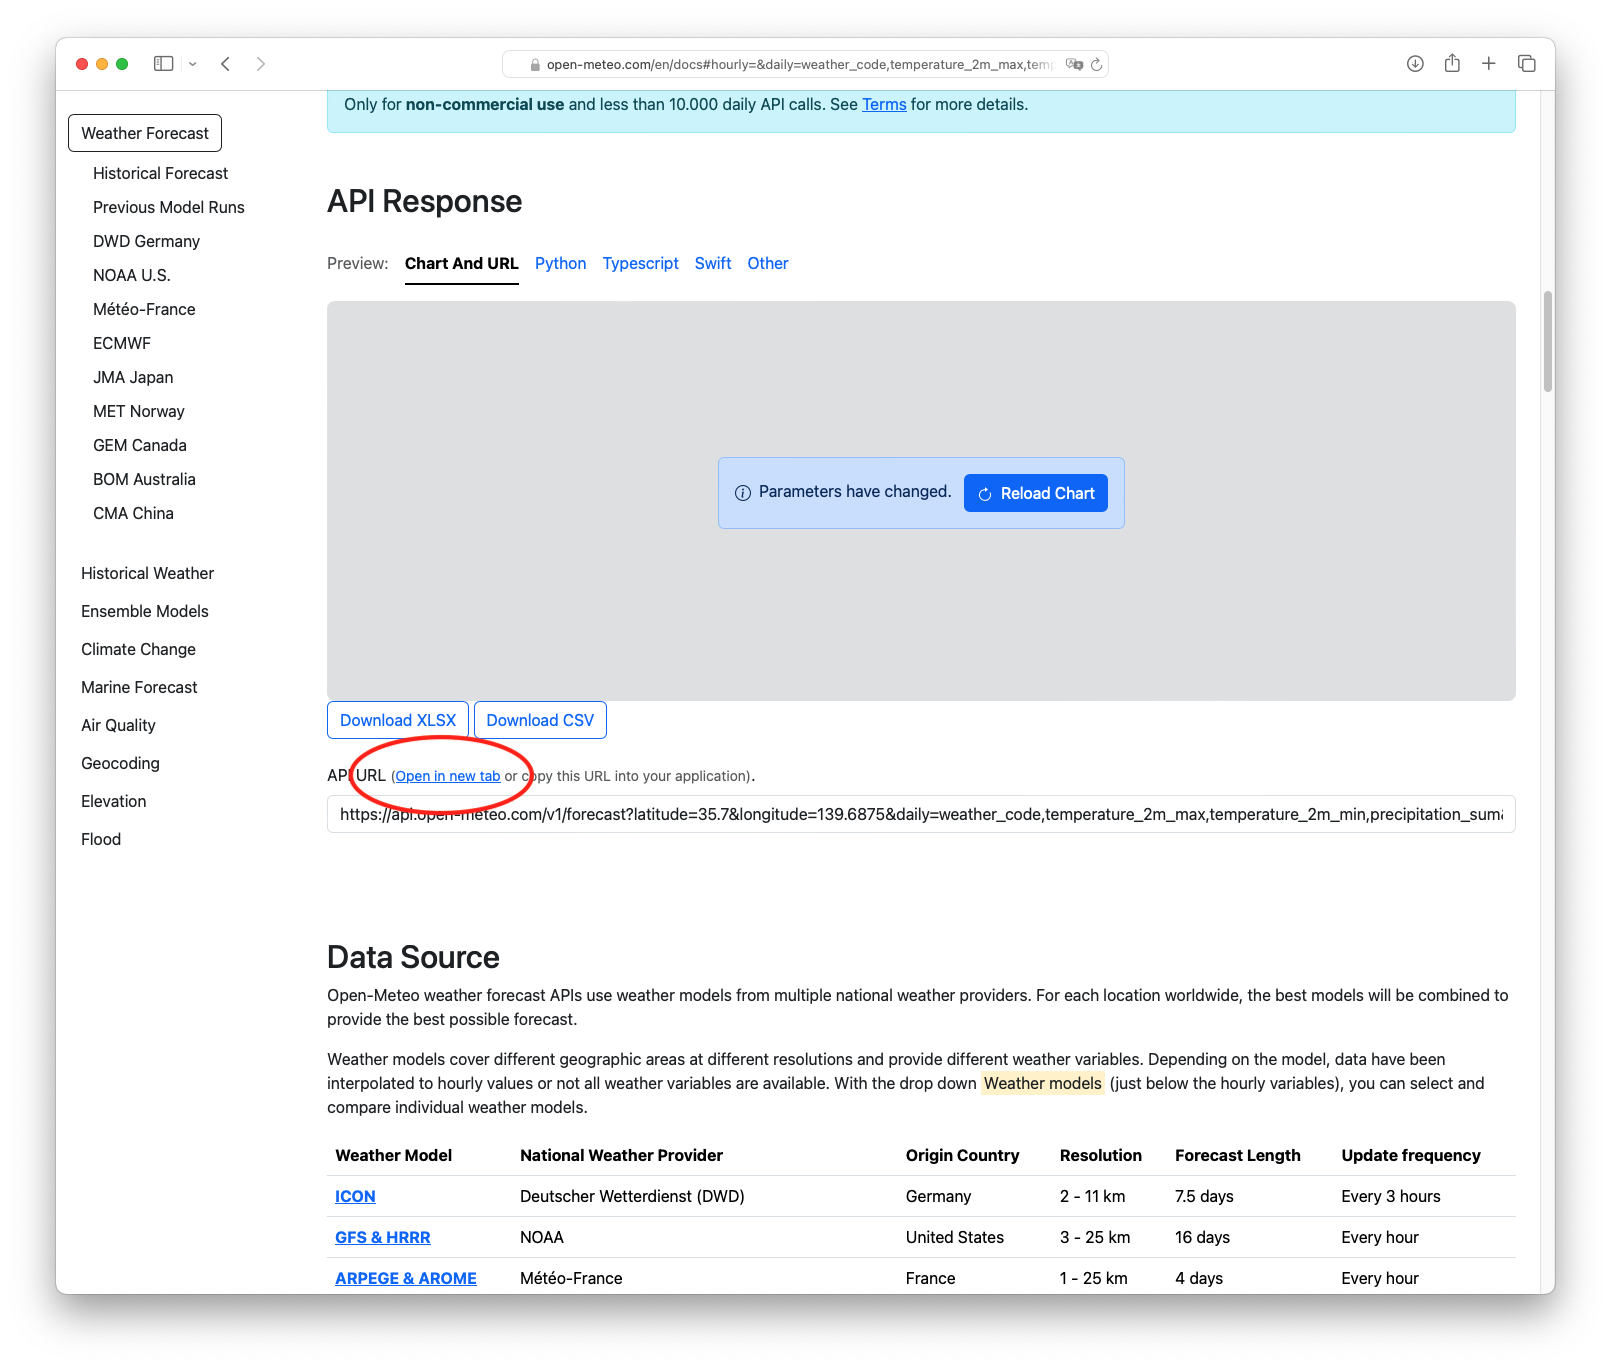 open-meteo.com/en/docs#hourly=&daily=weather_code,temperature_2m_max,temp
Only for non-commercial use and less than 10.000 daily API calls. See Terms for more details.
Weather Forecast
Historical Forecast
Previous Model Runs
DWD Germany
NOAA U.S.
Météo-France
ECMWF
JMA Japan
MET Norway
GEM Canada
BOM Australia
CMA China
Historical Weather
Ensemble Models
Climate Change
Marine Forecast
Air Quality
Geocoding
Elevation
Flood
API Response
Preview: Chart And URL Python Typescript Swift Other
Parameters have changed. Reload Chart
Download XLSX Download CSV
API URL (Open in new tab or copy this URL into your application).
https://api.open-meteo.com/v1/forecast?latitude=35.7&longitude=139.6875&daily=weather_code,temperature_2m_max,temperature_2m_min,precipitation_sum&
Data Source
Open-Meteo weather forecast APIs use weather models from multiple national weather providers. For each location worldwide, the best models will be combined to
provide the best possible forecast.
Weather models cover different geographic areas at different resolutions and provide different weather variables. Depending on the model, data have been
interpolated to hourly values or not all weather variables are available. With the drop down Weather models (just below the hourly variables), you can select and
compare individual weather models.
Weather Model National Weather Provider Origin Country Resolution Forecast Length Update frequency
ICON Deutscher Wetterdienst (DWD) Germany 2 - 11 km 7.5 days Every 3 hours
GFS & HRRR NOAA United States 3 - 25 km 16 days Every hour
ARPEGE & AROME Météo-France France 1 - 25 km 4 days Every hour